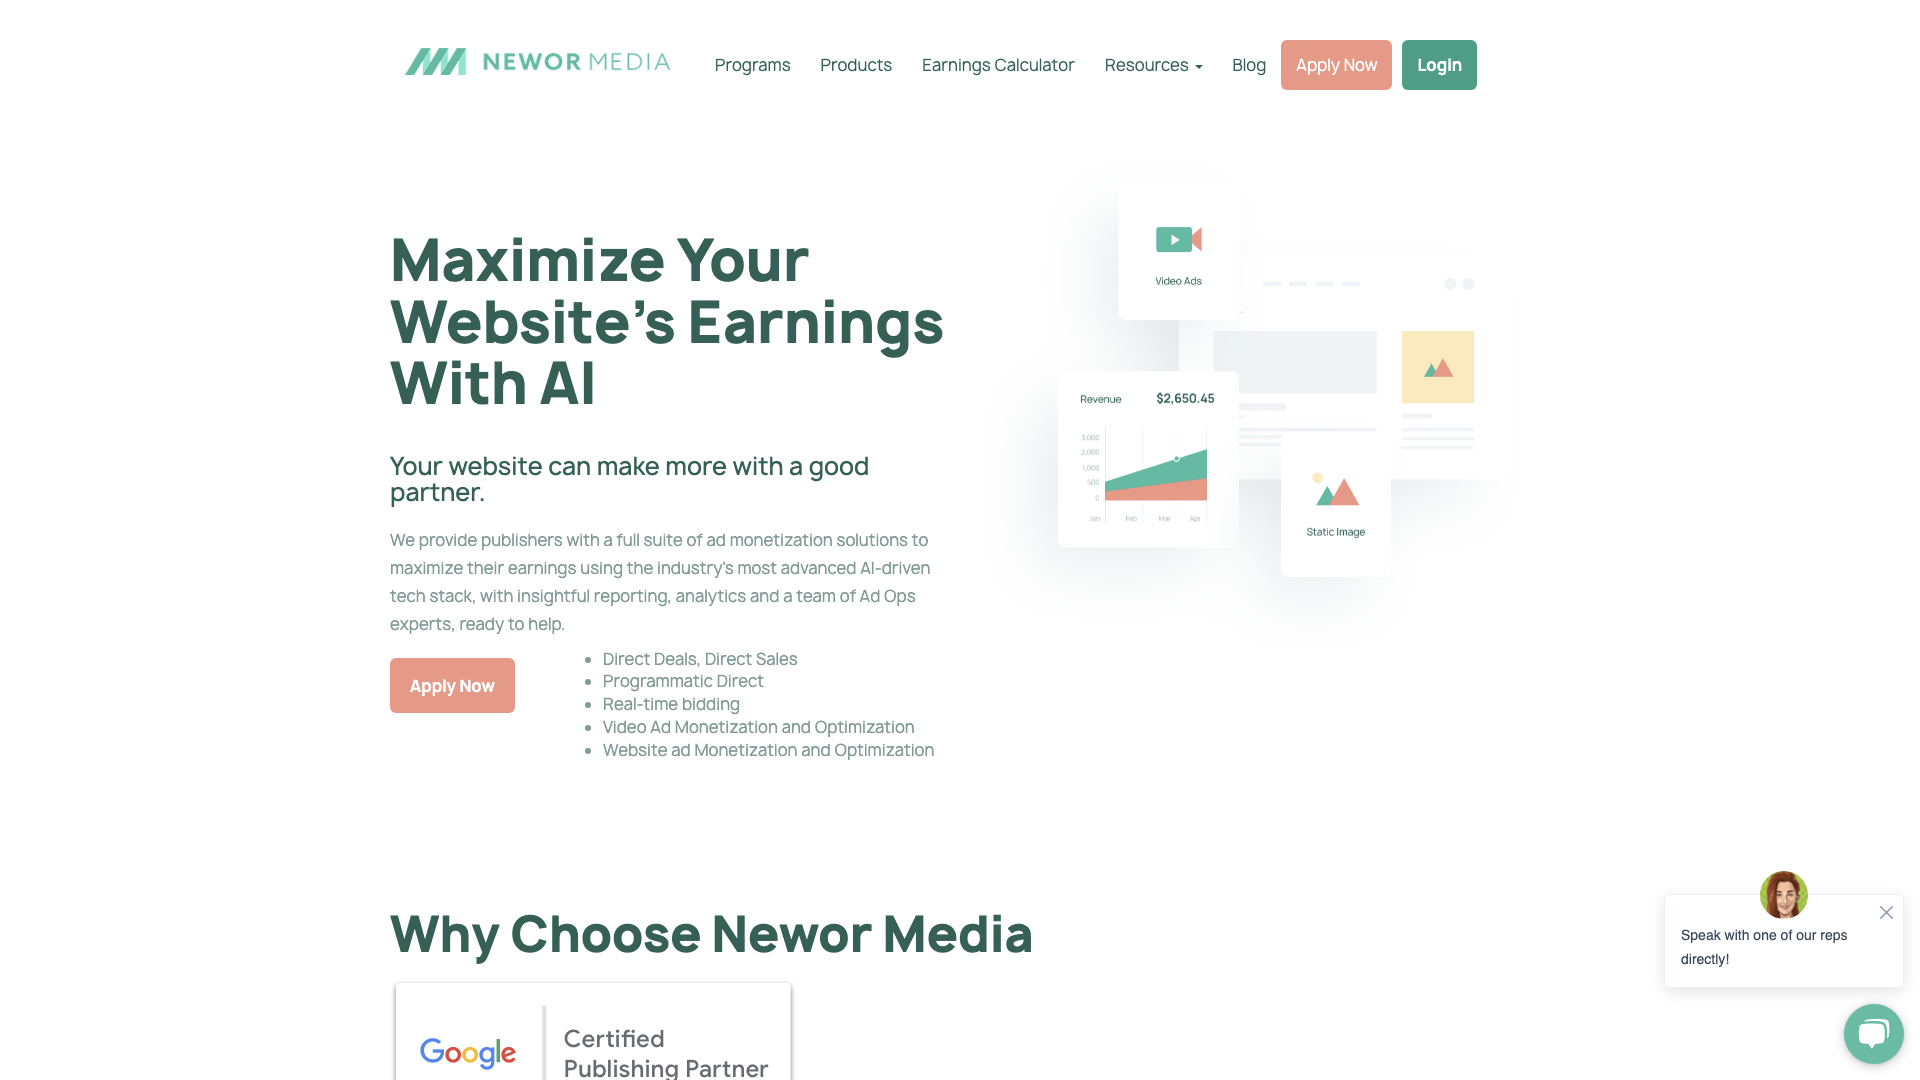 NEWOR MEDIA
Programs
Products
Earnings Calculator
Resources
Blog
Apply Now
Login
Maximize Your
Website's Earnings
With AI
Your website can make more with a good
partner.
We provide publishers with a full suite of ad monetization solutions to
maximize their earnings using the industry's most advanced AI-driven
tech stack, with insightful reporting, analytics and a team of Ad Ops
experts, ready to help.
Apply Now
Direct Deals, Direct Sales
Programmatic Direct
Real-time bidding
Video Ad Monetization and Optimization
Website ad Monetization and Optimization
Video Ads
Revenue
$2,650.45
3,000
2,000
1,000
500
0
Jan
Feb
Mar
Apr
Static Image
Why Choose Newor Media
Google
Certified
Publishing Partner
Speak with one of our reps
directly!